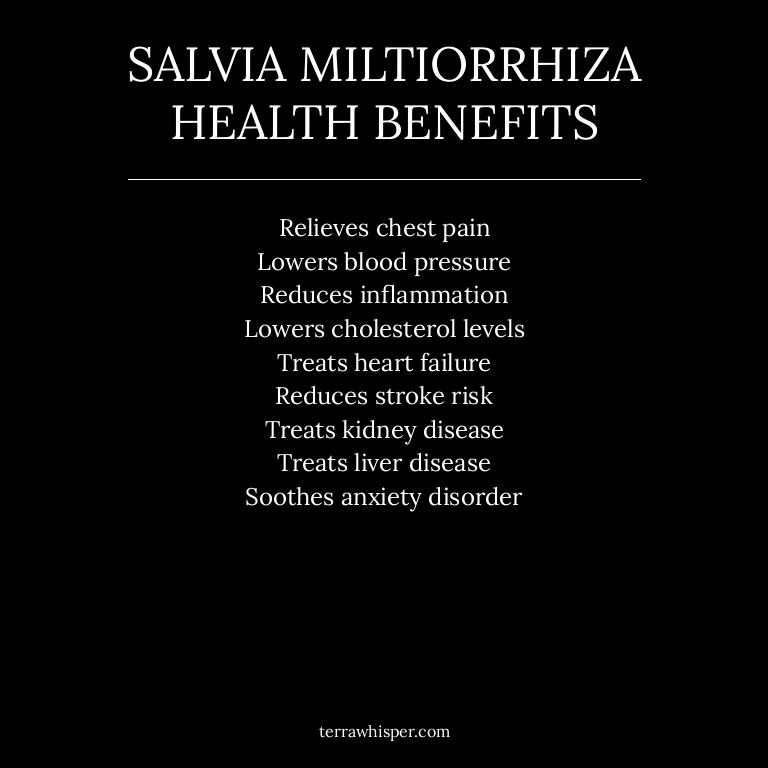 SALVIA MILTIORRHIZA
HEALTH BENEFITS
Relieves chest pain
Lowers blood pressure
Reduces inflammation
Lowers cholesterol levels
Treats heart failure
Reduces stroke risk
Treats kidney disease
Treats liver disease
Soothes anxiety disorder
terrawhisper.com